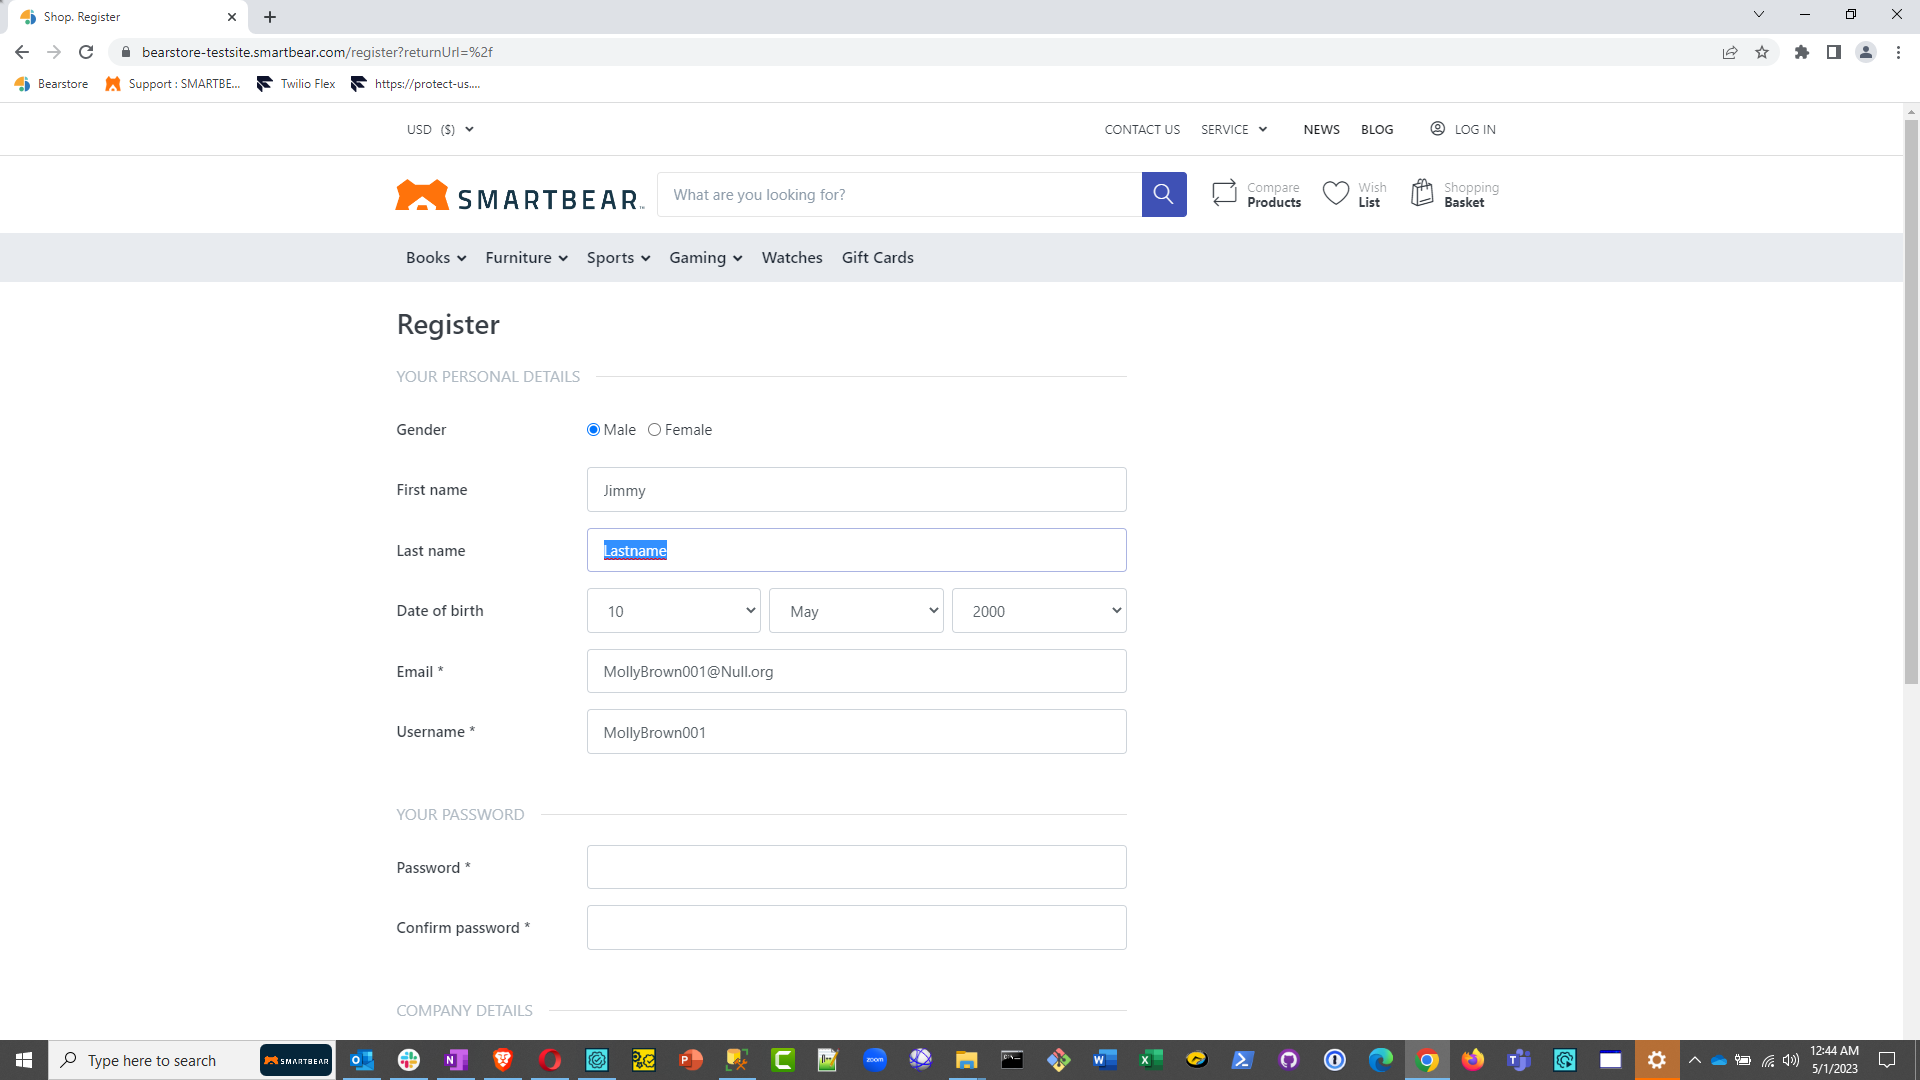 Shop. Register
bearstore-testsite.smartbear.com/register?returnUrl=%2f
Bearstore Support : SMARTBE... Twilio Flex https://protect-us....
USD ($) CONTACT US SERVICE NEWS BLOG LOG IN
SMARTBEAR What are you looking for? Compare Products Wish List Shopping Basket
Books Furniture Sports Gaming Watches Gift Cards
Register
YOUR PERSONAL DETAILS
Gender Male Female
First name Jimmy
Last name Lastname
Date of birth 10 May 2000
Email * MollyBrown001@Null.org
Username * MollyBrown001
YOUR PASSWORD
Password *
Confirm password *
COMPANY DETAILS
Type here to search SMARTBEAR zoom 12:44 AM
5/1/2023